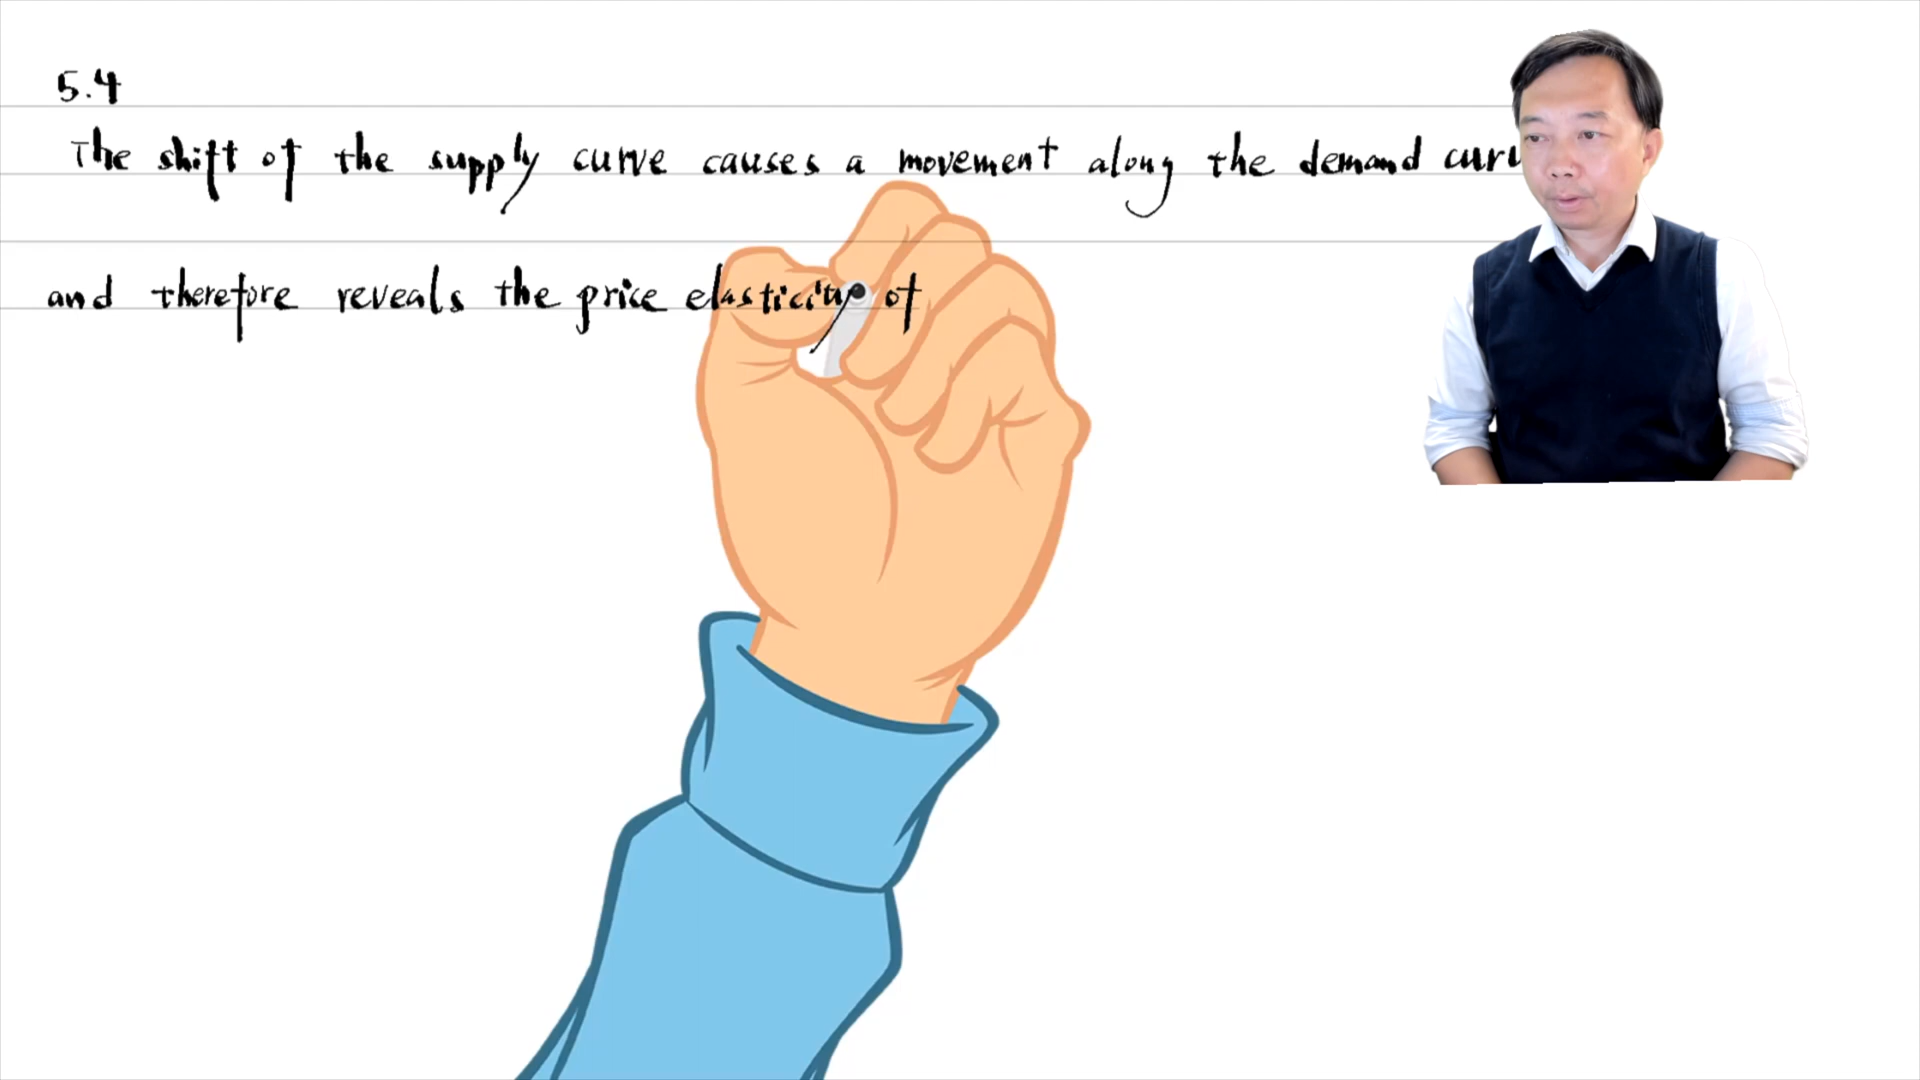 5.4
The shift of the supply curve causes a movement along the demand
and therefore reveals the price elasticity of